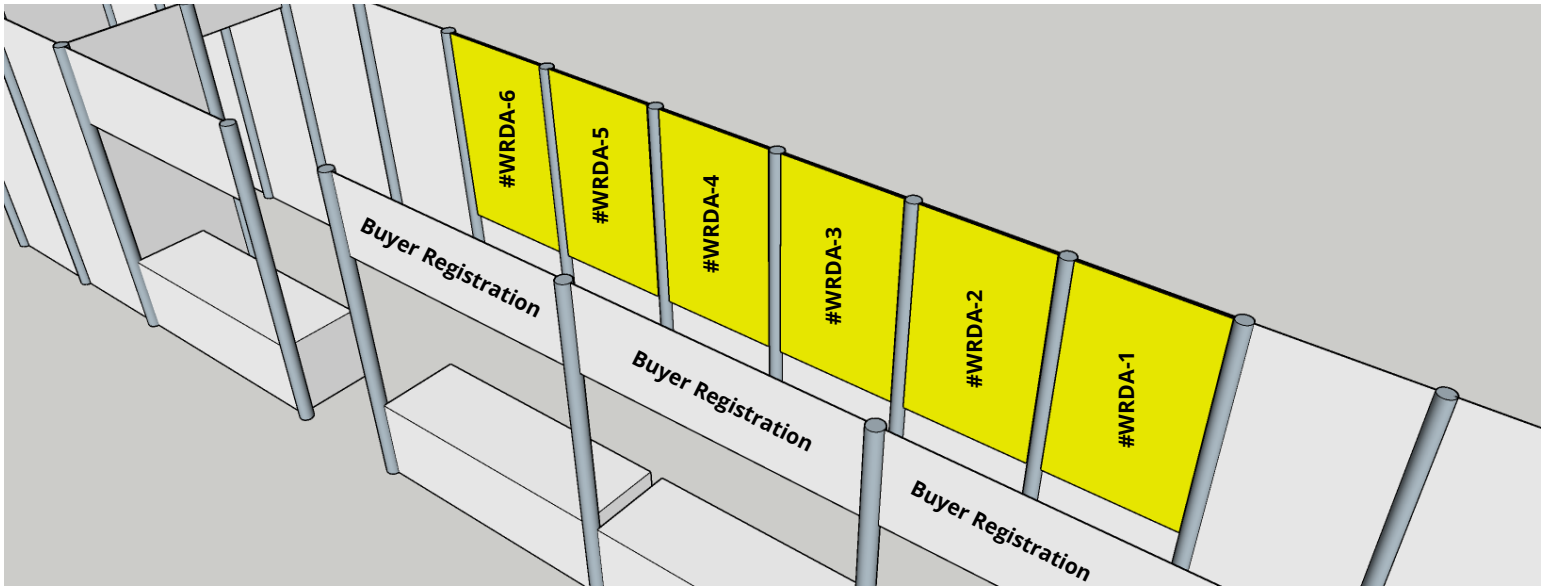 #WRDA-6
#WRDA-5
#WRDA-4
#WRDA-3
#WRDA-2
#WRDA-1
Buyer Registration
Buyer Registration
Buyer Registration